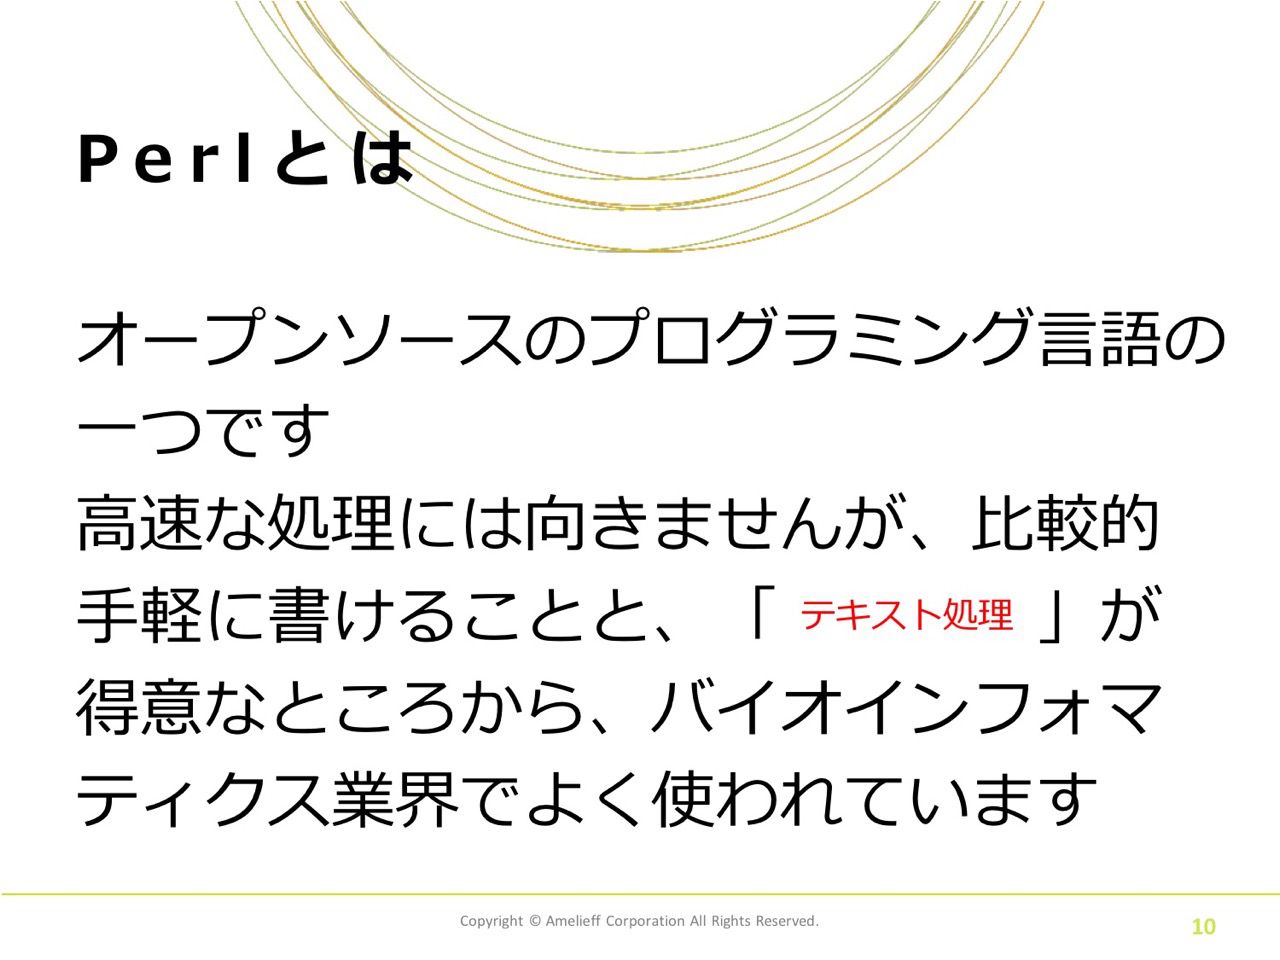 Perlとは
オープンソースのプログラミング言語の
一つです
高速な処理には向きませんが、比較的
手軽に書けることと、「 テキスト処理 」が
得意なところから、バイオインフォマ
ティクス業界でよく使われています
Copyright © Amelieff Corporation All Rights Reserved.
10